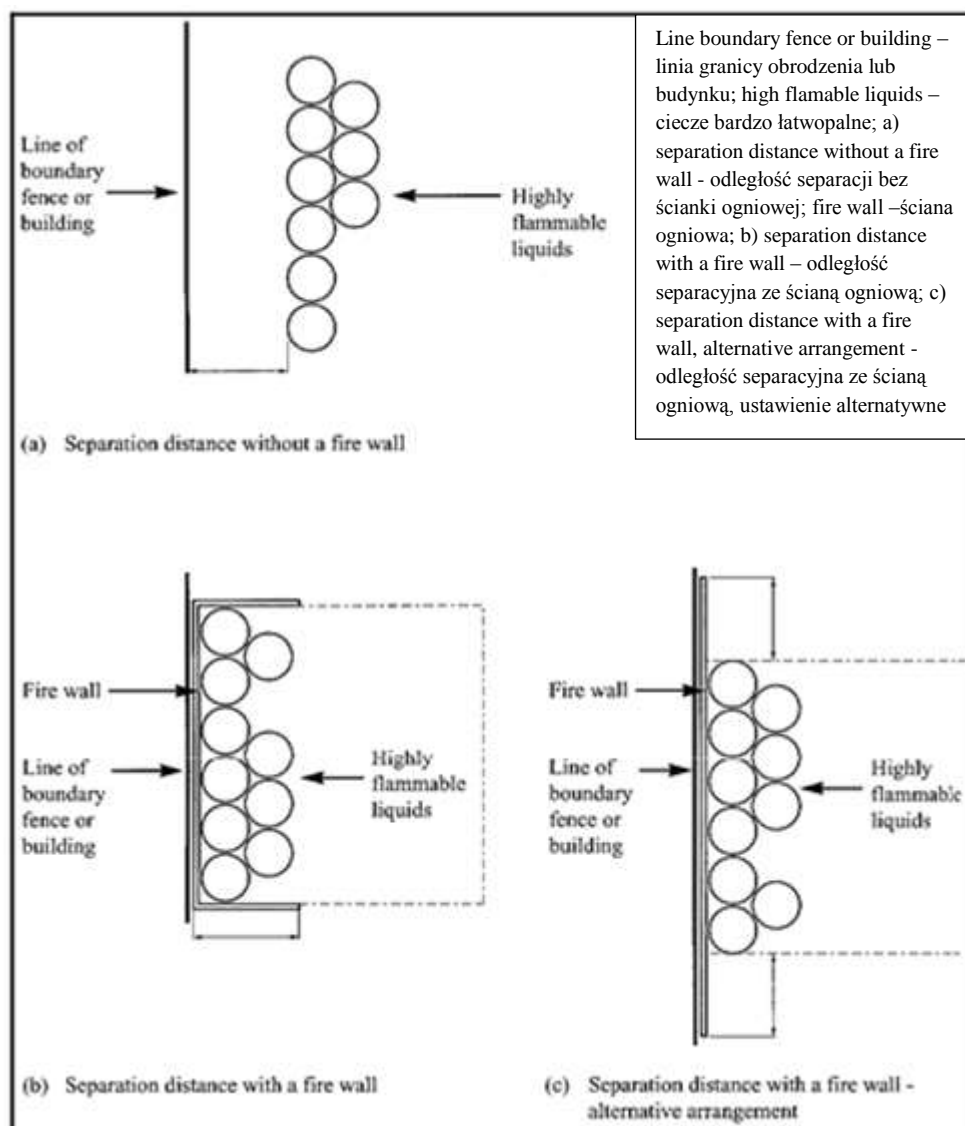 Line boundary fence or building –
linia granicy obrodzenia lub
budynku; high flamable liquids –
ciecze bardzo łatwopalne; a)
separation distance without a fire
wall - odległość separacji bez
ścianki ogniowej; fire wall –ściana
ogniowa; b) separation distance
with a fire wall – odległość
separacyjna ze ścianą ogniową; c)
separation distance with a fire
wall, alternative arrangement -
odległość separacyjna ze ścianą
ogniową, ustawienie alternatywne
Line of
boundary
fence or
building
Highly
flammable
liquids
(a) Separation distance without a fire wall
Fire wall
Line of
boundary
fence or
building
Highly
flammable
liquids
(b) Separation distance with a fire wall
Fire wall
Line of
boundary
fence or
building
Highly
flammable
liquids
(c) Separation distance with a fire wall -
alternative arrangement